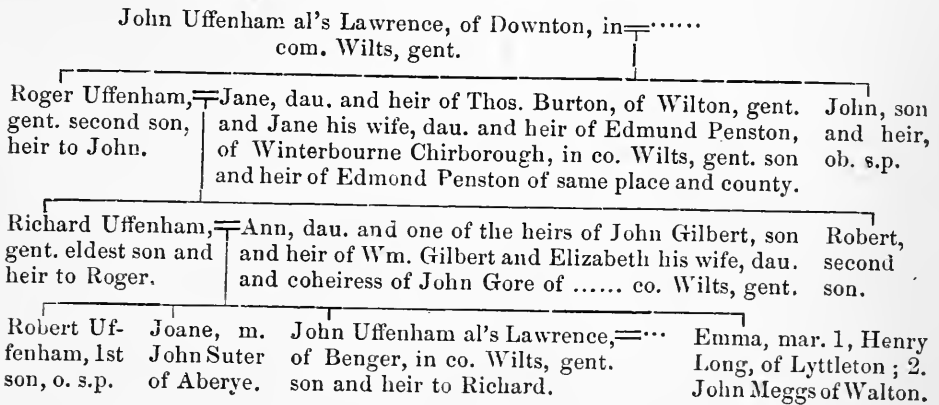 John Uffenham al's Lawrence, of Downton, in ......
com. Wilts, gent.
Roger Uffenham,
gent. second son,
heir to John.
Jane, dau. and heir of Thos. Burton, of Wilton, gent.
and Jane his wife, dau. and heir of Edmund Penston,
of Winterbourne Chirborough, in co. Wilts, gent. son
and heir of Edmond Penston of same place and county.
John, son
and heir,
ob. s.p.
Richard Uffenham,
gent. eldest son and
heir to Roger.
Ann, dau. and one of the heirs of John Gilbert, son
and heir of Wm. Gilbert and Elizabeth his wife, dau.
and coheiress of John Gore of ...... co. Wilts, gent.
Robert,
second
son.
Robert Uf-
fenham, 1st
son, o. s.p.
Joane, m.
John Suter
of Aberye.
John Uffenham al's Lawrence, ...
of Benger, in co. Wilts, gent.
son and heir to Richard.
Emma, mar. 1, Henry
Long, of Lyttleton ; 2.
John Meggs of Walton.